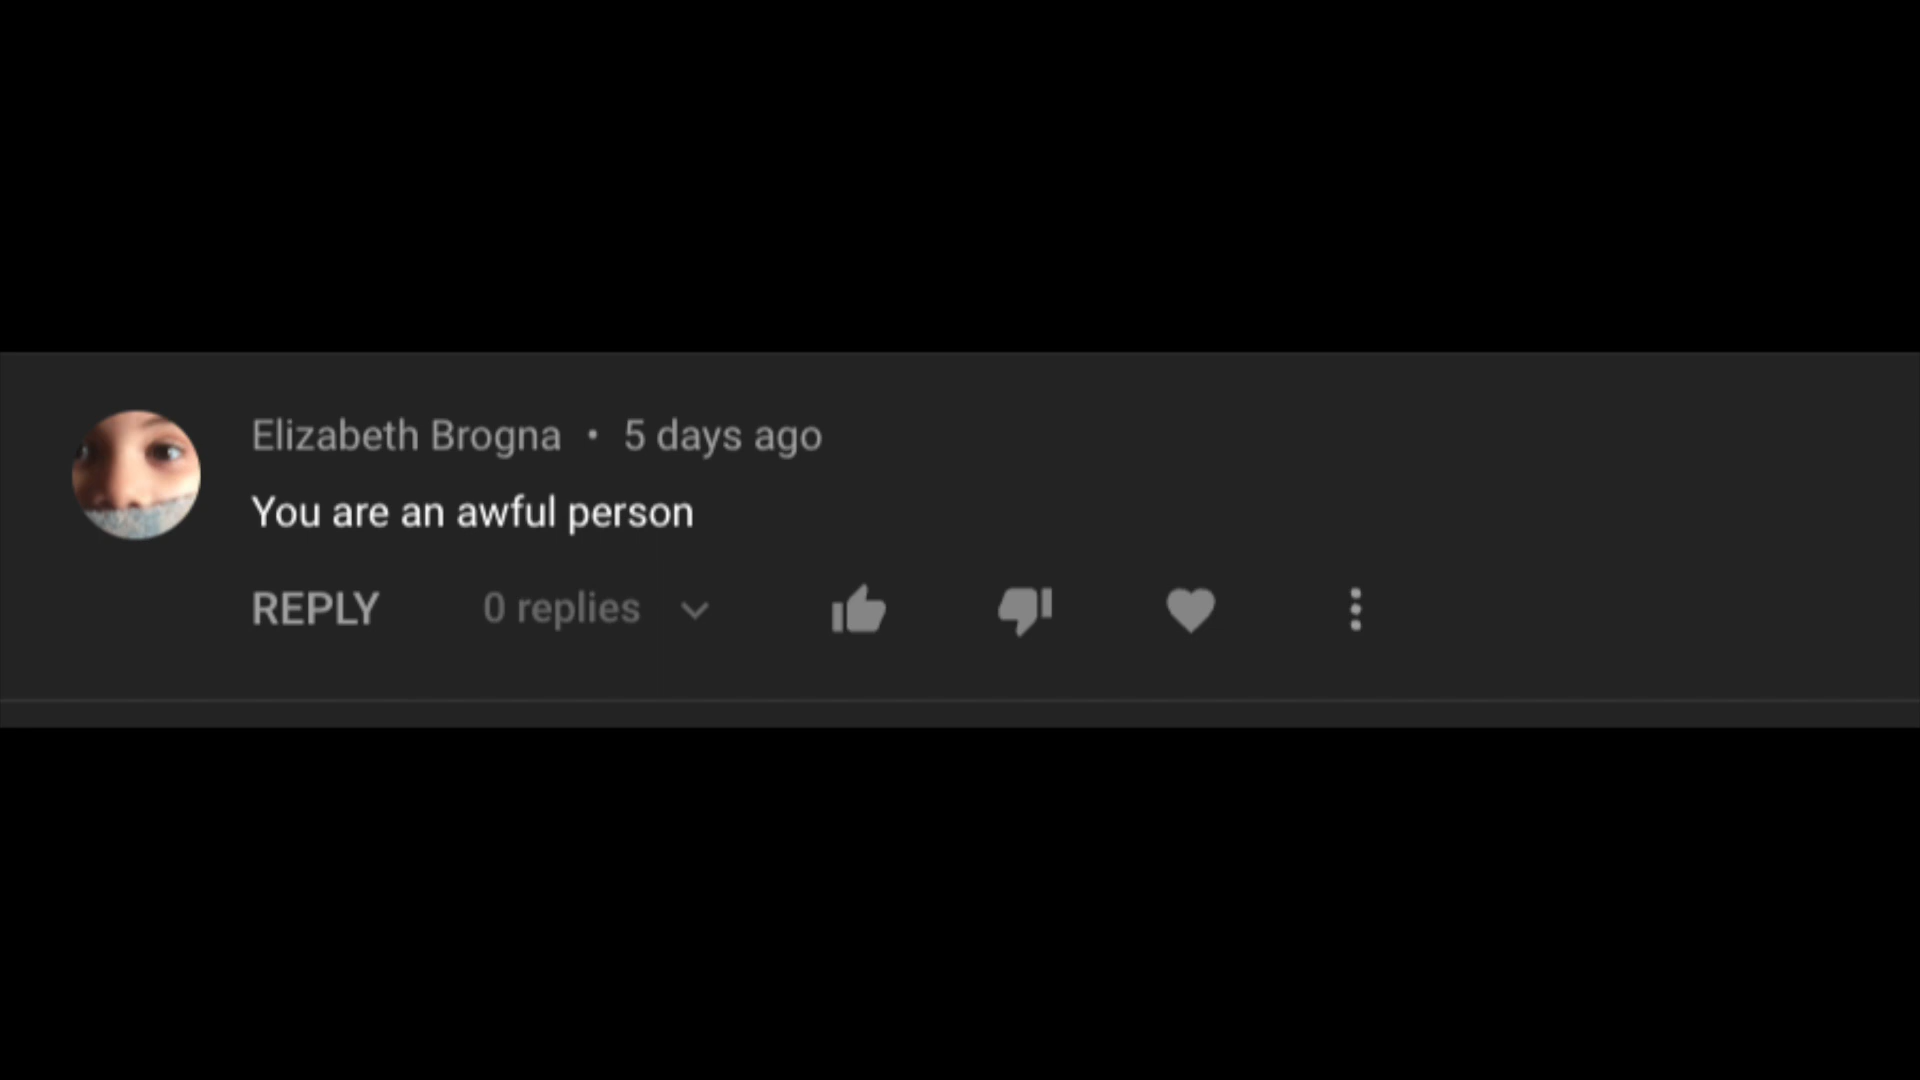 Elizabeth Brogna • 5 days ago
You are an awful person
REPLY 0 replies